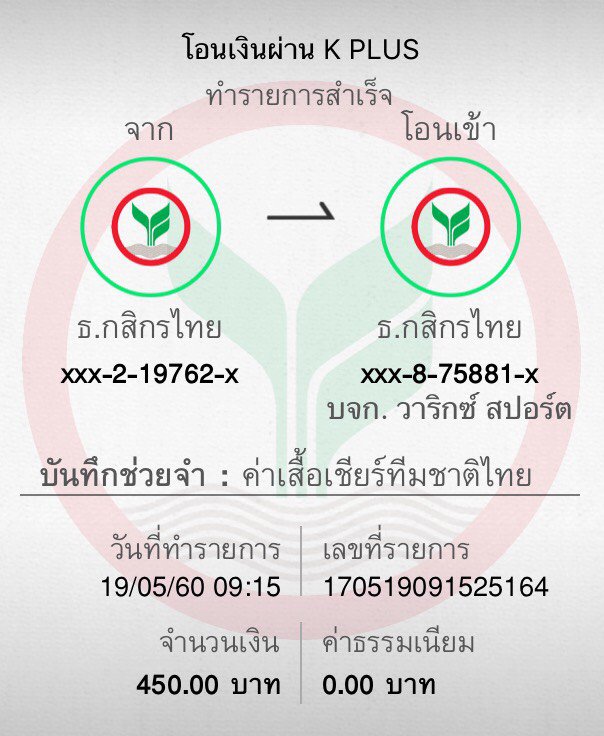 โอนเงินผ่าน K PLUS
ทำรายการสำเร็จ
จาก
โอนเข้า
ธ.กสิกรไทย
xxx-2-19762-x
ธ.กสิกรไทย
xxx-8-75881-x
บจก. วาริกซ์ สปอร์ต
บันทึกช่วยจำ : ค่าเสื้อเชียร์ทีมชาติไทย
วันที่ทำรายการ
19/05/60 09:15
เลขที่รายการ
170519091525164
จำนวนเงิน
450.00 บาท
ค่าธรรมเนียม
0.00 บาท